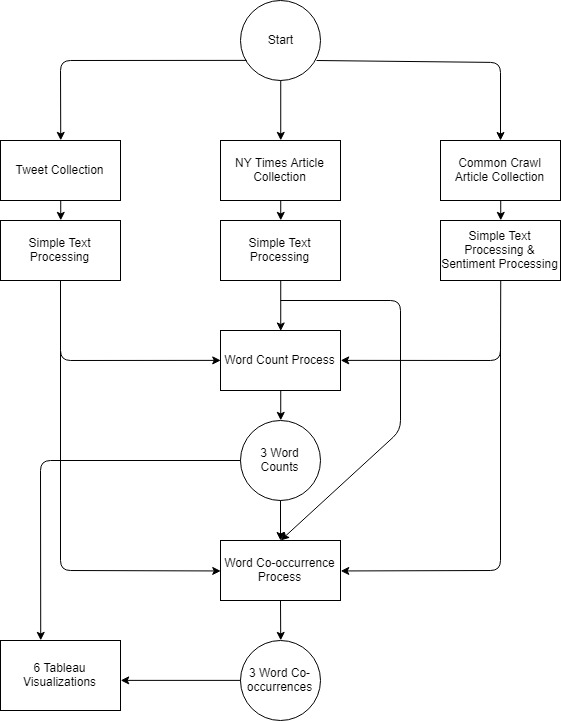 Start
Tweet Collection
NY Times Article
Collection
Common Crawl
Article Collection
Simple Text
Processing
Simple Text
Processing
Simple Text
Processing &
Sentiment Processing
Word Count Process
3 Word
Counts
Word Co-occurrence
Process
6 Tableau
Visualizations
3 Word Co-
occurrences